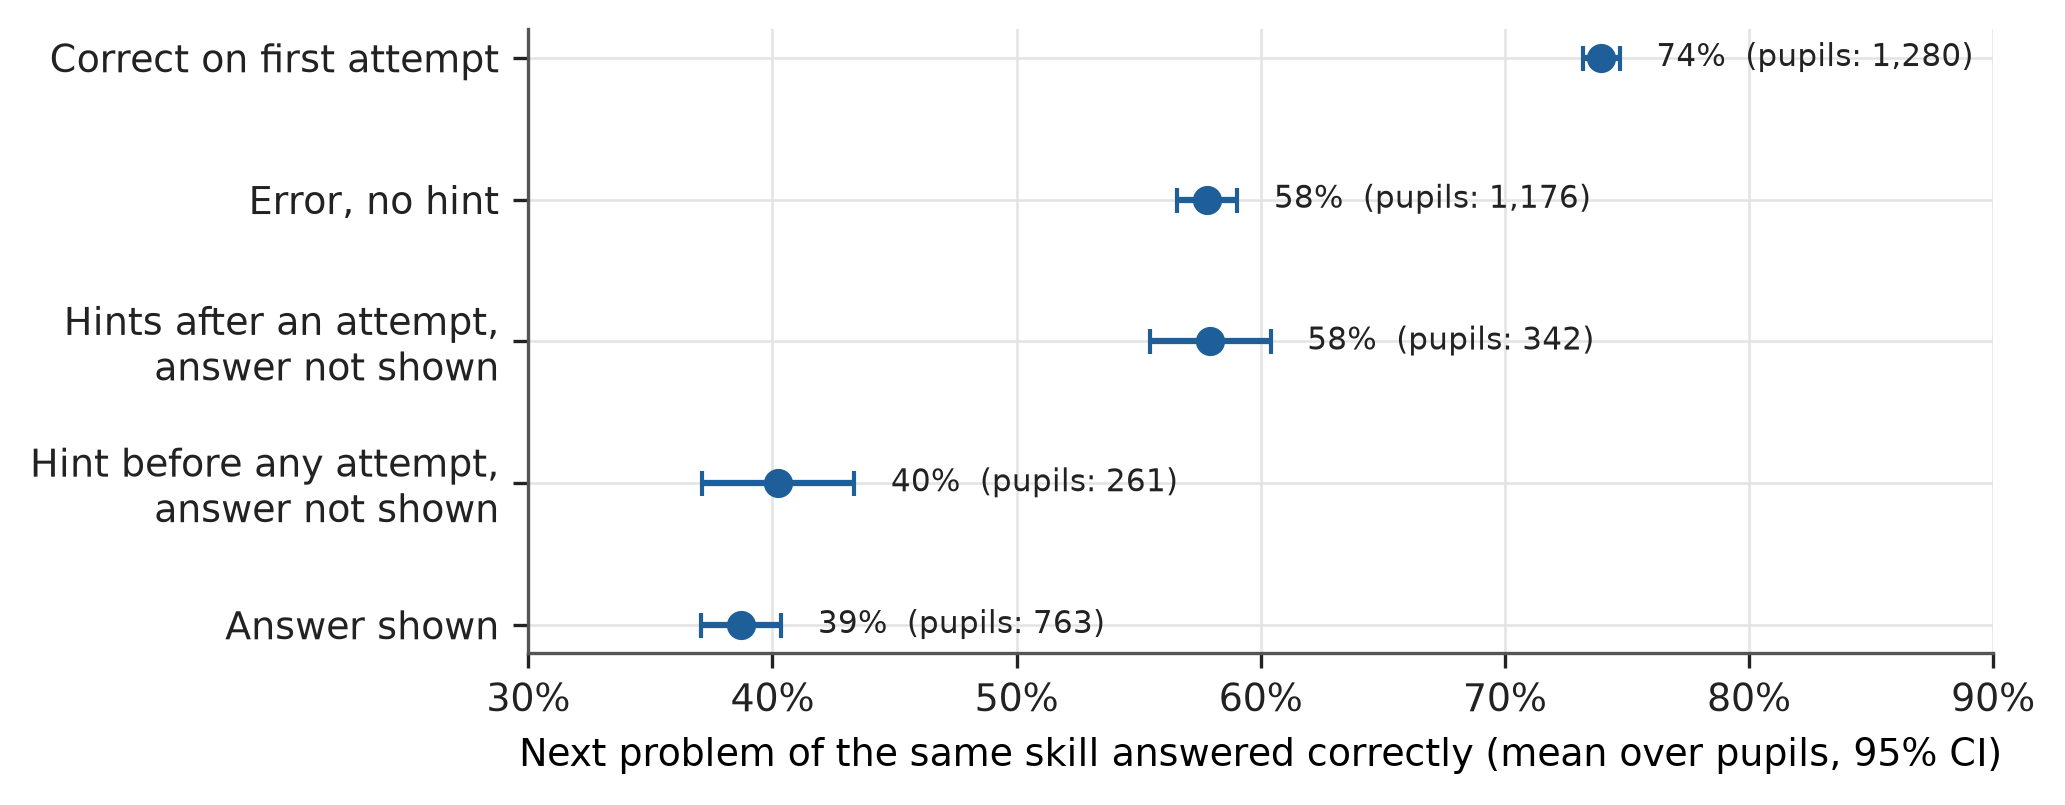 Correct on first attempt
74% (pupils: 1,280)
Error, no hint
58% (pupils: 1,176)
Hints after an attempt,
answer not shown
58% (pupils: 342)
Hint before any attempt,
answer not shown
40% (pupils: 261)
Answer shown
39% (pupils: 763)
30% 40% 50% 60% 70% 80% 90%
Next problem of the same skill answered correctly (mean over pupils, 95% CI)